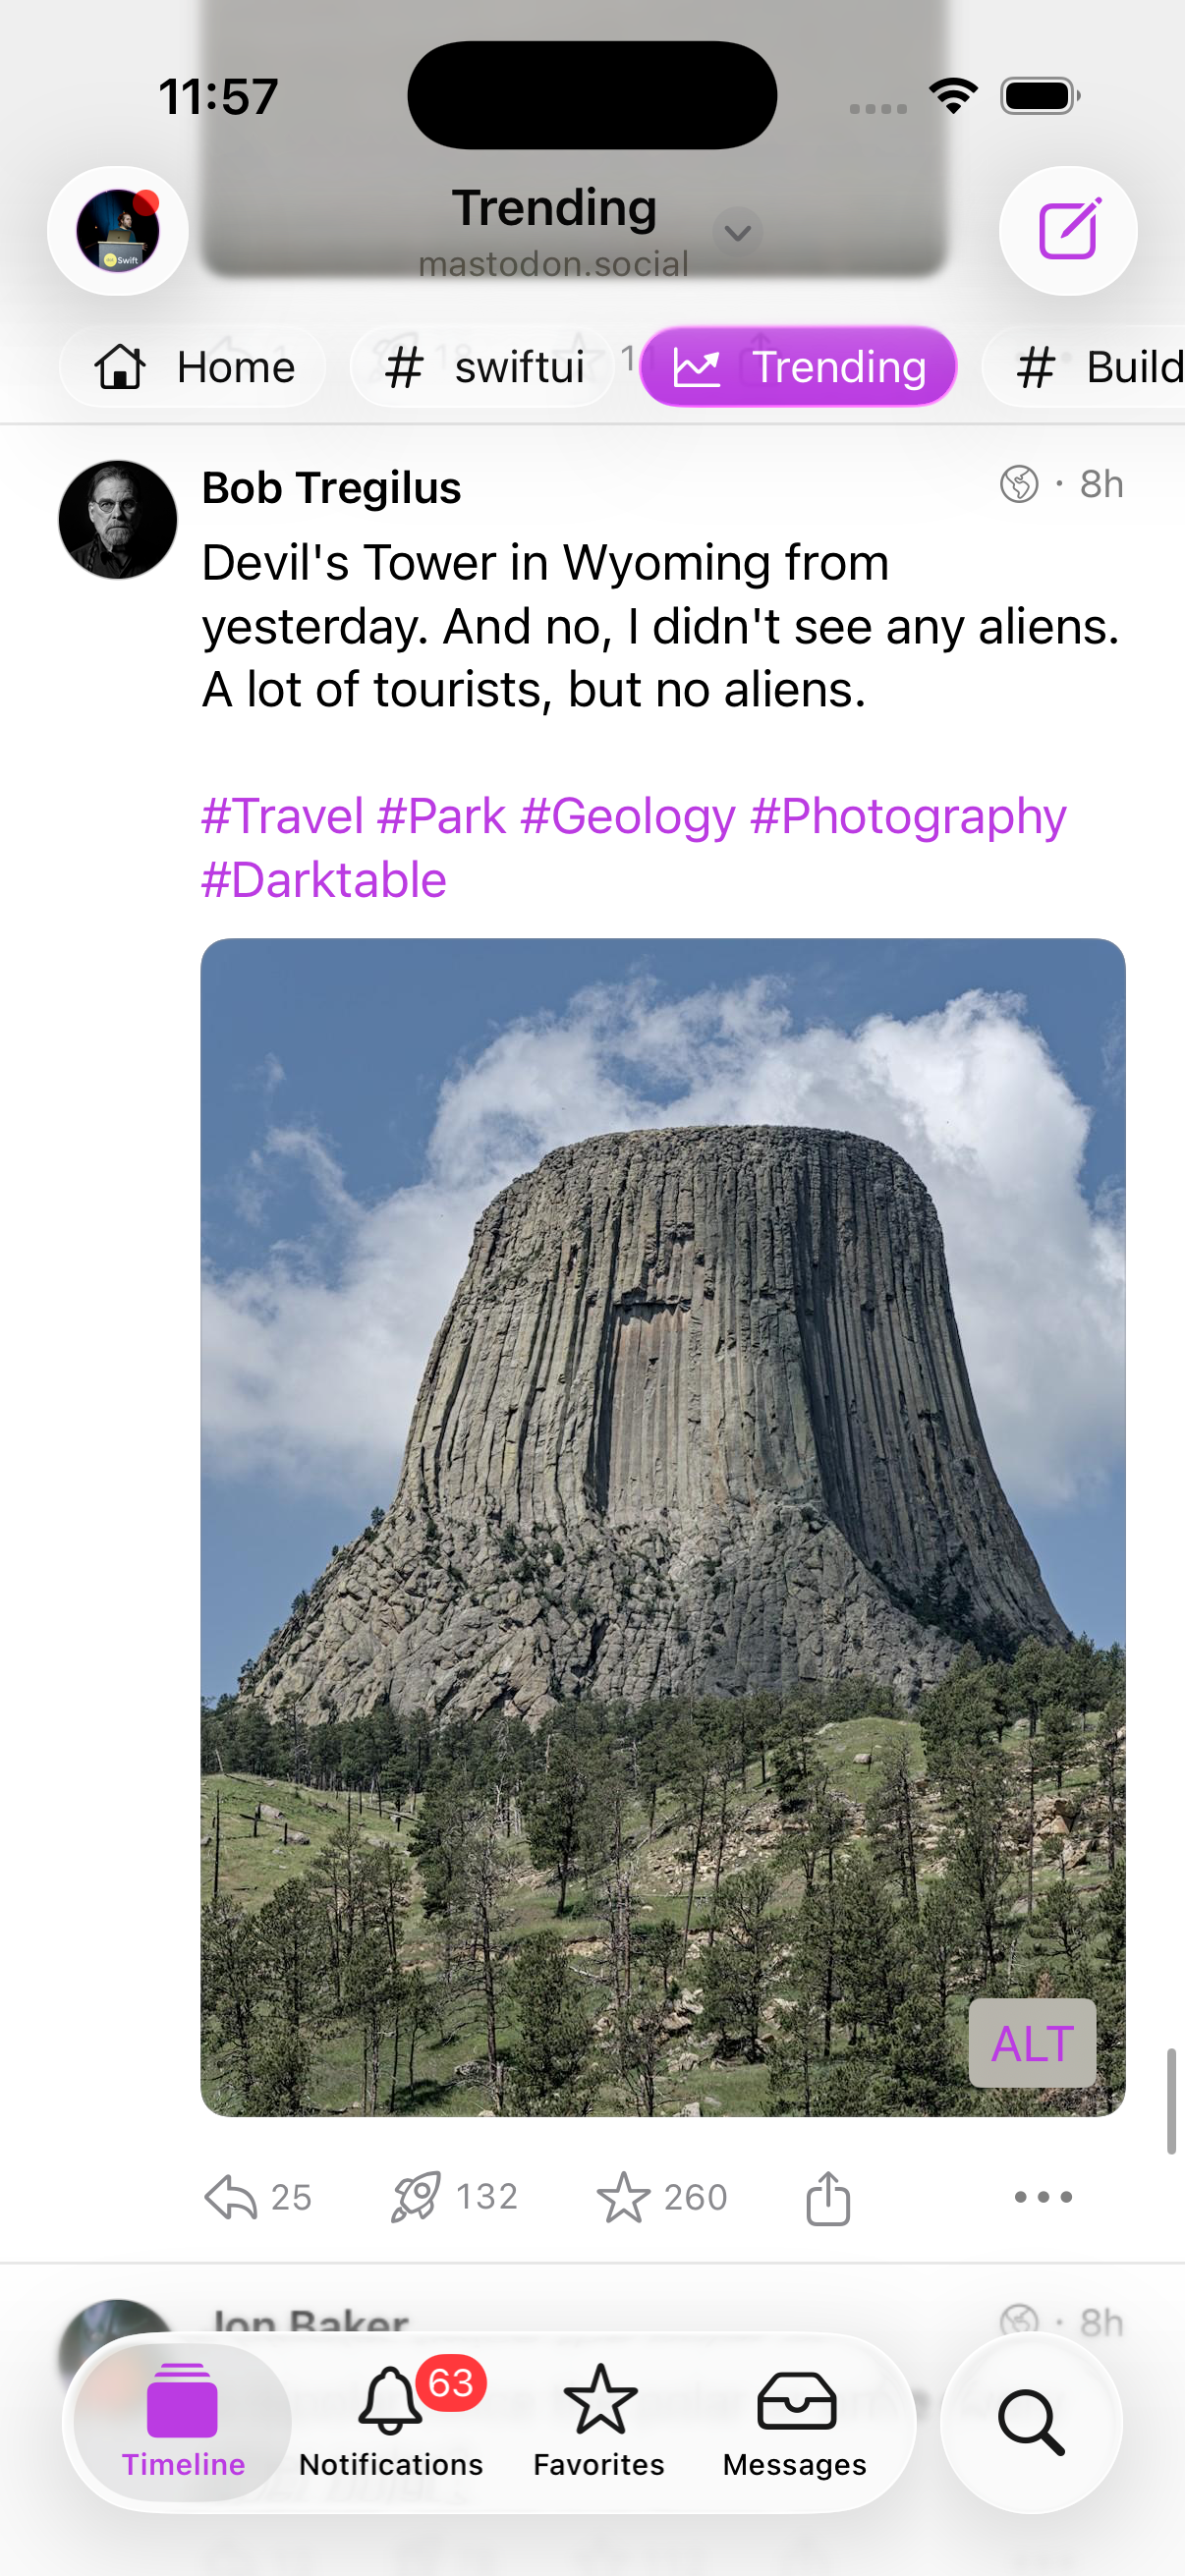 11:57
Trending
mastodon.social
Home
# swiftui
Trending
# Build
Bob Tregilus
· 8h
Devil's Tower in Wyoming from
yesterday. And no, I didn't see any aliens.
A lot of tourists, but no aliens.
#Travel #Park #Geology #Photography
#Darktable
ALT
25
132
260
Jon Baker
· 8h
63
Timeline
Notifications
Favorites
Messages